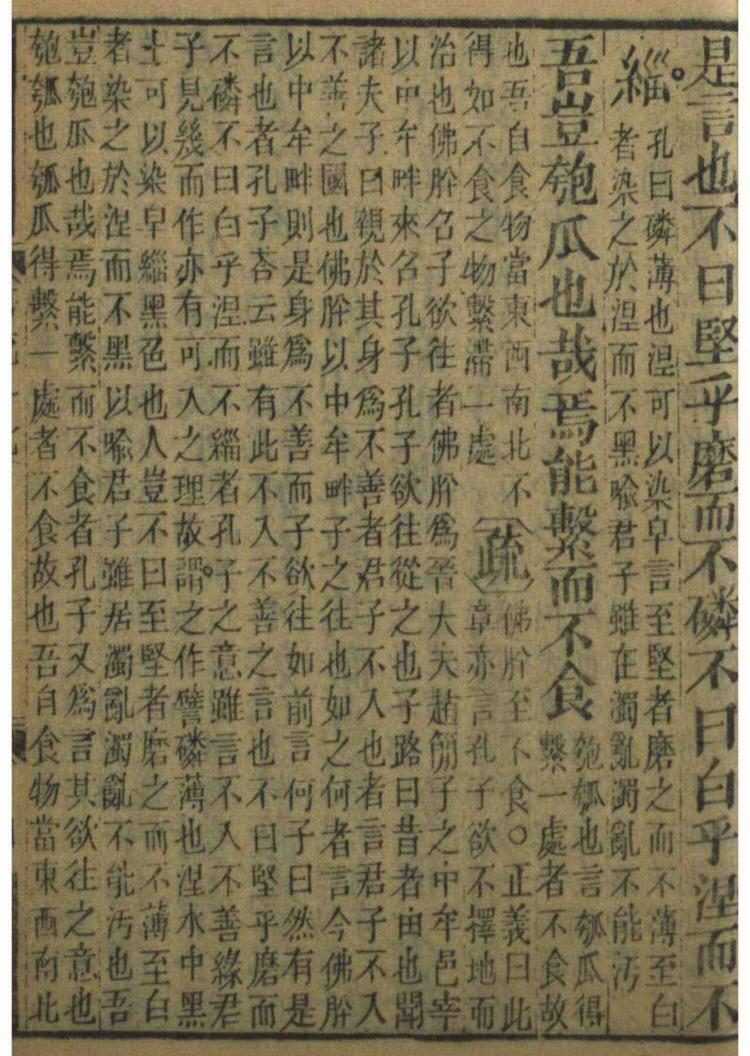 是言也不曰堅乎磨而不磷不曰白乎涅而不
緇
孔曰磷薄也涅可以染皁言至堅者磨之而不薄至白
者染之於涅而不黑喻君子雖在濁亂濁亂不能汚
吾豈匏瓜也哉焉能繫而不食
匏瓠也言瓠瓜得
繫一處者不食故
也吾自食物當東西南北不
得如不食之物繫滯一處
疏
佛肸至不食○正義曰此
章亦言孔子欲不擇地而
治也佛肸召子欲往者佛肸爲晉大夫趙簡子之中牟邑宰
以中牟畔來召孔子孔子欲往從之也子路曰昔者由也聞
諸夫子曰親於其身爲不善者君子不入也者言君子不入
不善之國也佛肸以中牟畔子之往也如之何者言今佛肸
以中牟畔則是身爲不善而子欲往如前言何子曰然有是
言也者孔子荅云雖有此不入不善之言也不曰堅乎磨而
不磷不曰白乎涅而不緇者孔子之意雖言不入不善緣君
子見幾而作亦有可入之理故謂之作譬磷薄也涅水中黑
土可以染皁緇黑色也人豈不曰至堅者磨之而不薄至白
者染之於涅而不黑以喻君子雖居濁亂濁亂不能汚也吾
豈匏瓜也哉焉能繫而不食者孔子又爲言其欲往之意也
匏瓠也瓠瓜得繫一處者不食故也吾自食物當東西南北